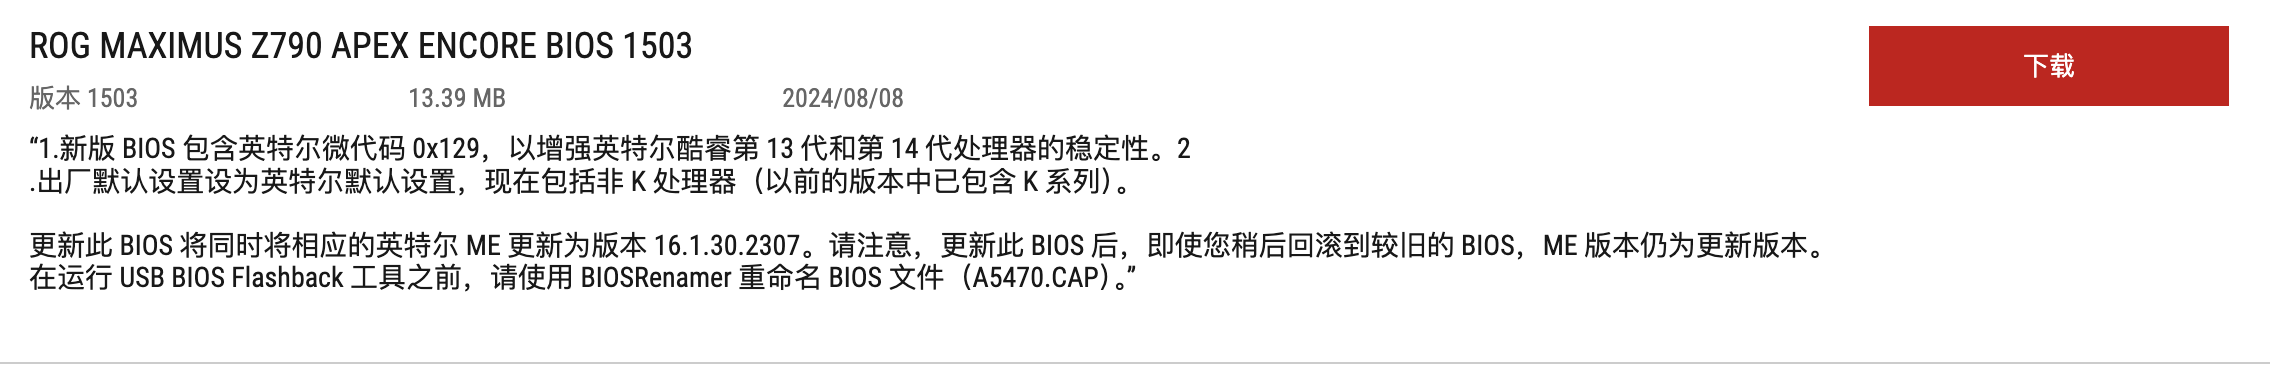 ROG MAXIMUS Z790 APEX ENCORE BIOS 1503
下载
版本 1503 13.39 MB 2024/08/08
“1.新版 BIOS 包含英特尔微代码 0x129，以增强英特尔酷睿第 13 代和第 14 代处理器的稳定性。2
.出厂默认设置设为英特尔默认设置，现在包括非 K 处理器（以前的版本中已包含 K 系列）。
更新此 BIOS 将同时将相应的英特尔 ME 更新为版本 16.1.30.2307。请注意，更新此 BIOS 后，即使您稍后回滚到较旧的 BIOS，ME 版本仍为更新版本。
在运行 USB BIOS Flashback 工具之前，请使用 BIOSRenamer 重命名 BIOS 文件（A5470.CAP）。”